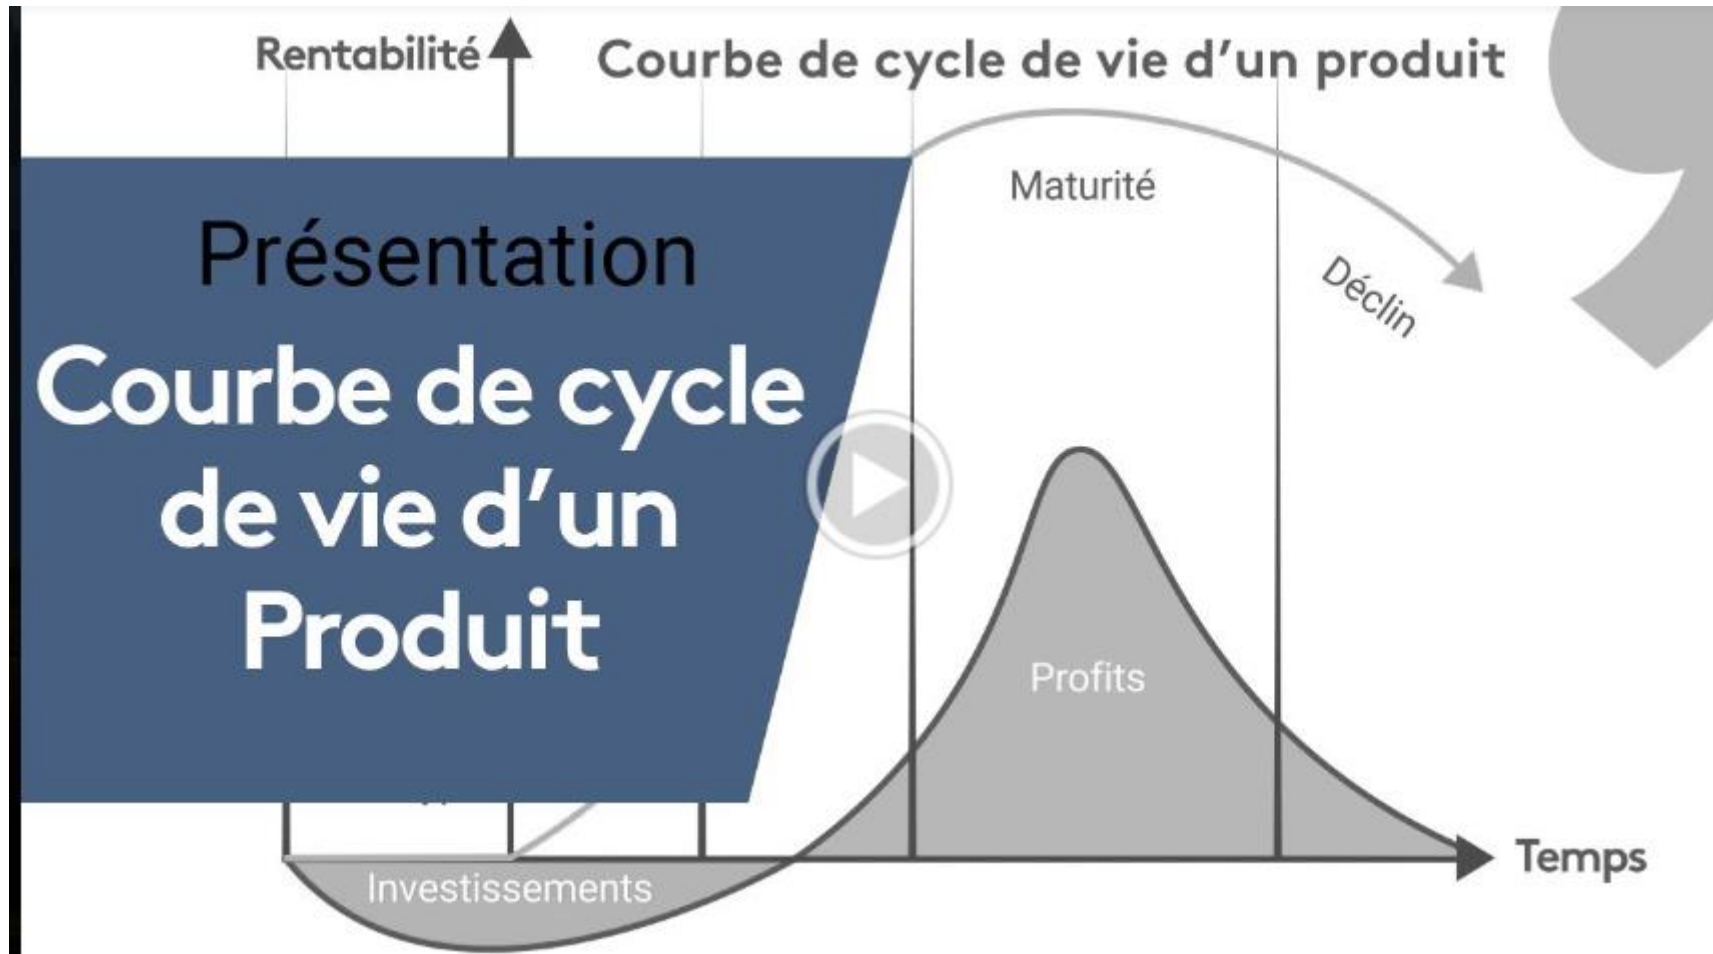 Rentabilité
Courbe de cycle de vie d’un produit
Présentation
Courbe de cycle
de vie d’un
Produit
Maturité
Déclin
Profits
Investissements
Temps